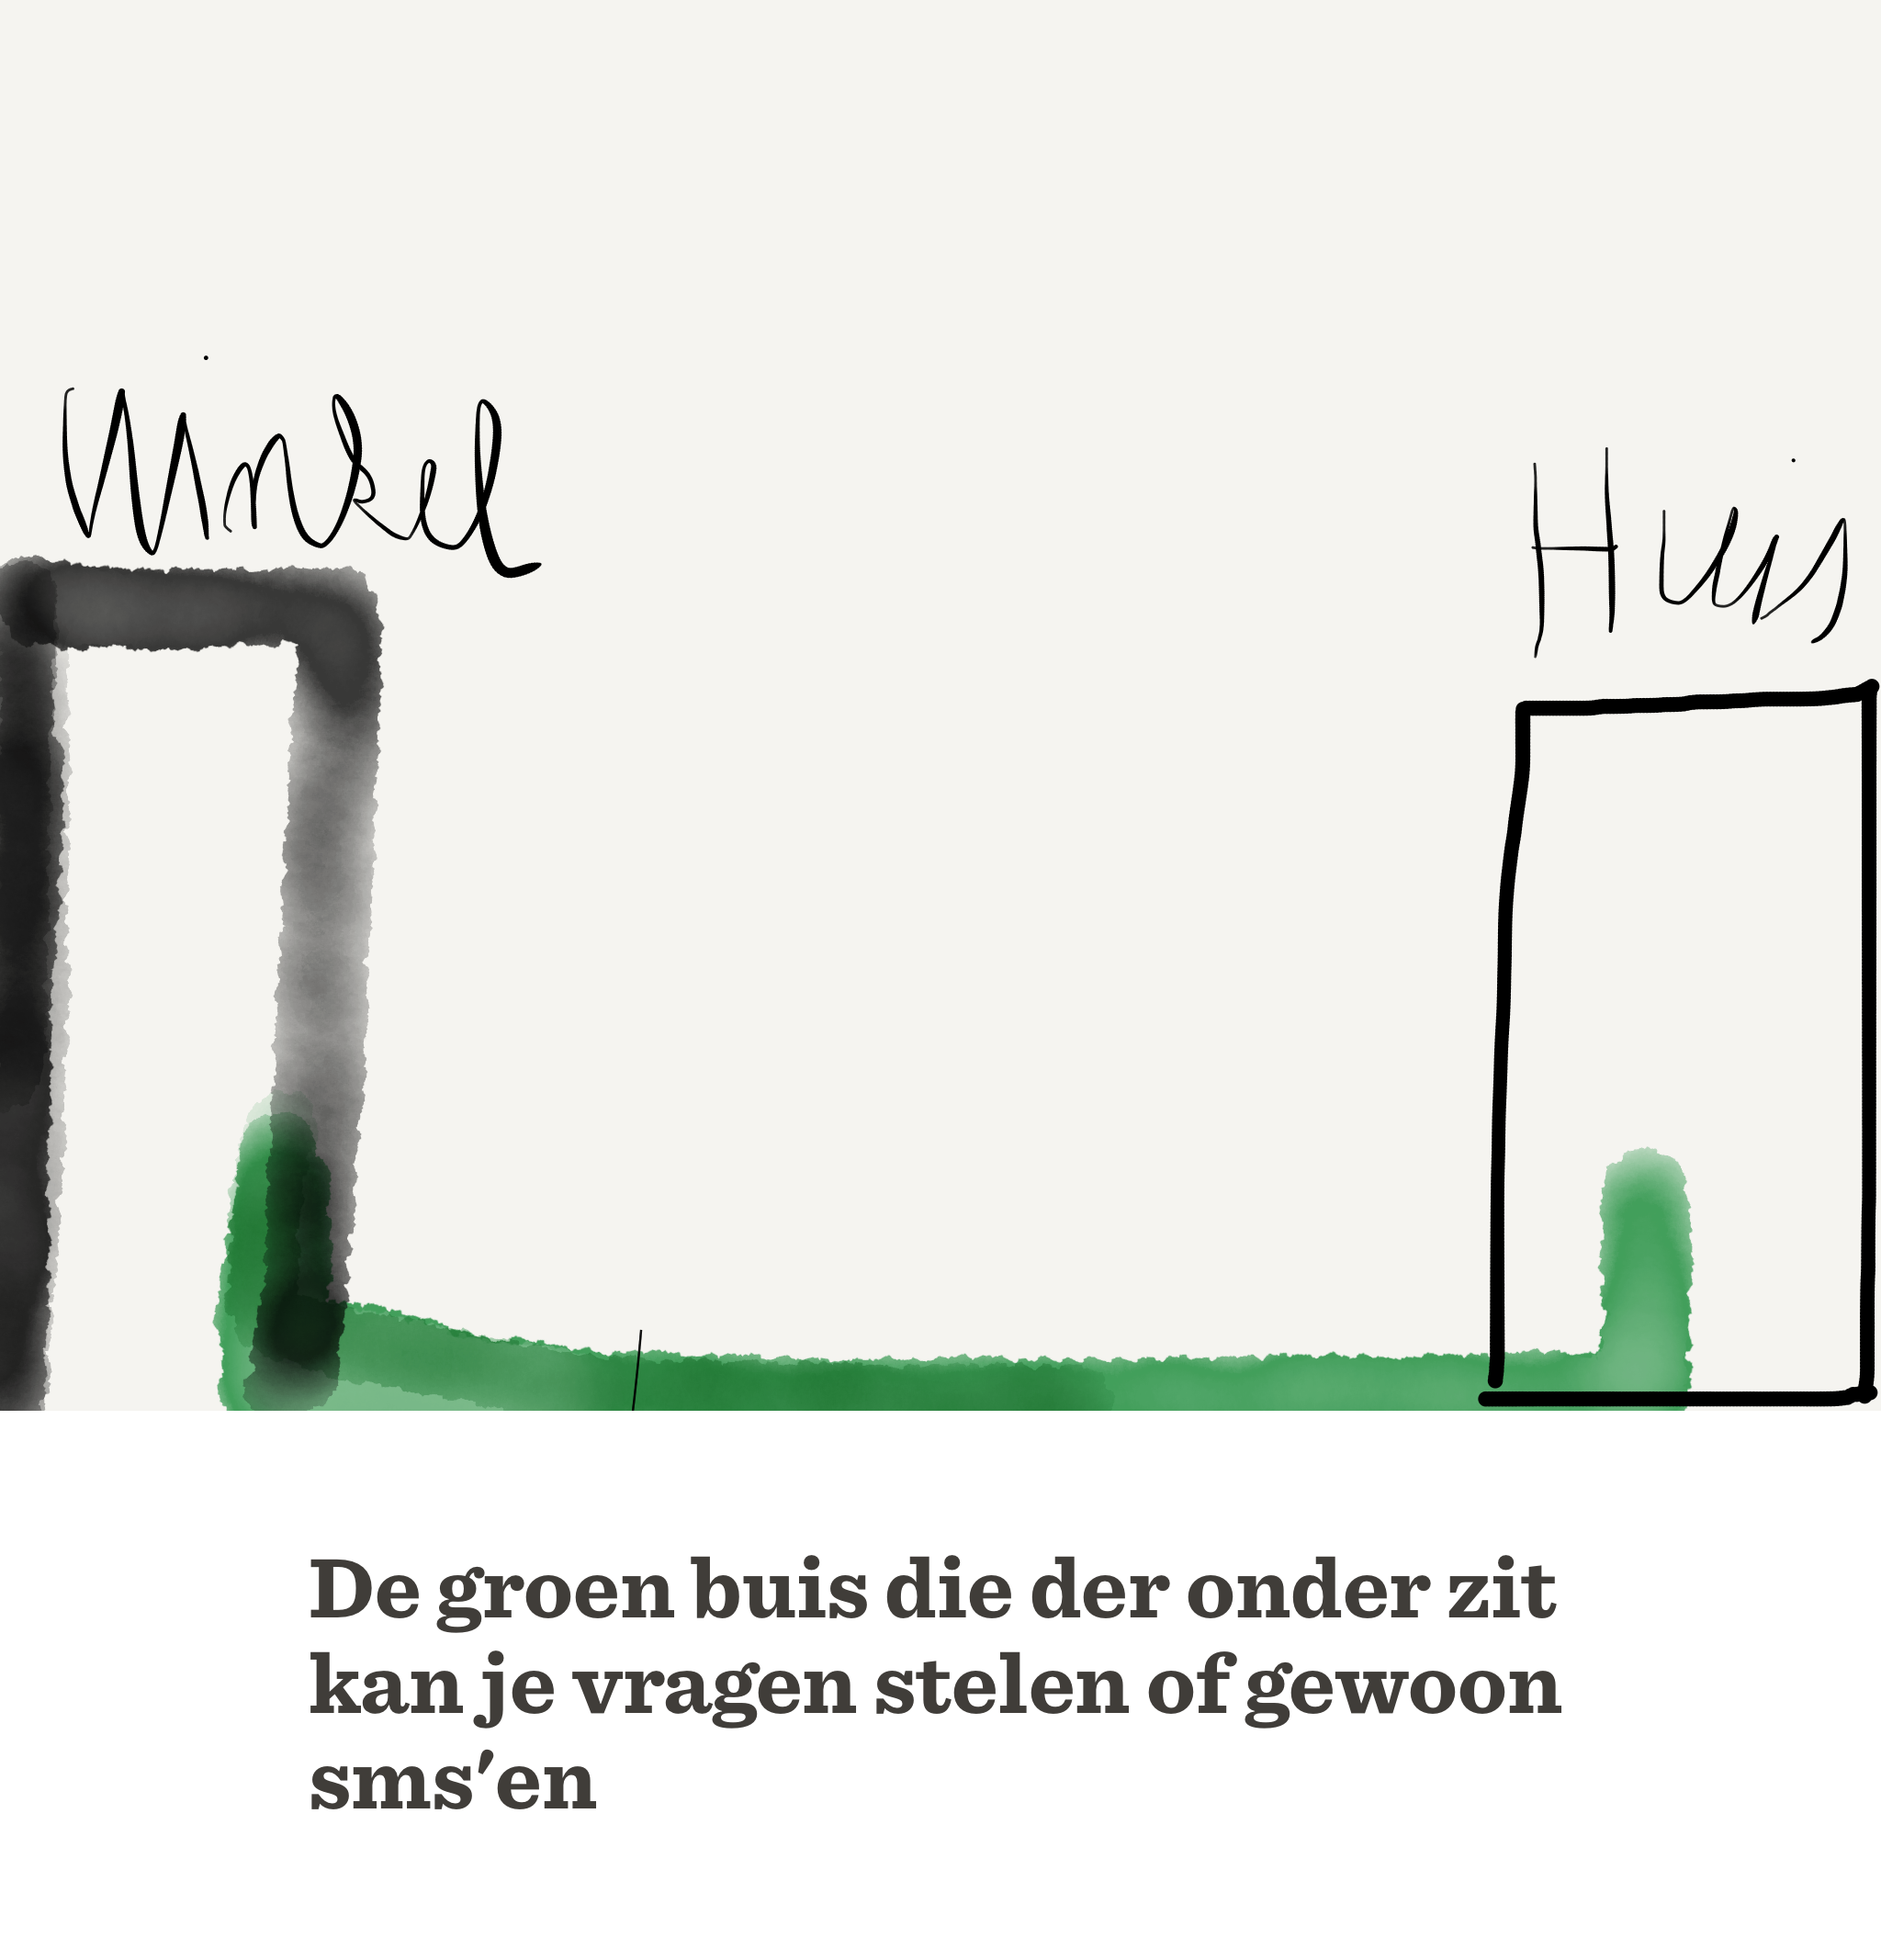 Winkel
Huis
De groen buis die der onder zit
kan je vragen stelen of gewoon
sms'en